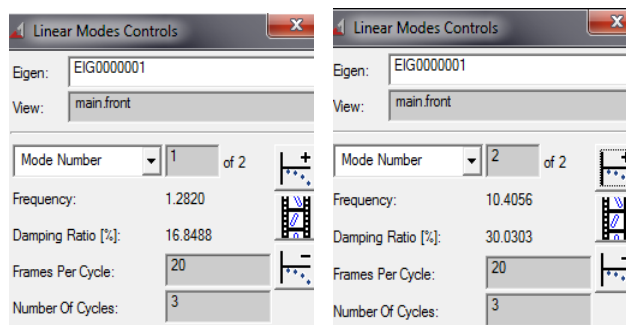 Linear Modes Controls
Eigen: EIG0000001
View: main.front
Mode Number 1 of 2
Frequency: 1.2820
Damping Ratio [%]: 16.8488
Frames Per Cycle: 20
Number Of Cycles: 3
Linear Modes Controls
Eigen: EIG0000001
View: main.front
Mode Number 2 of 2
Frequency: 10.4056
Damping Ratio [%]: 30.0303
Frames Per Cycle: 20
Number Of Cycles: 3